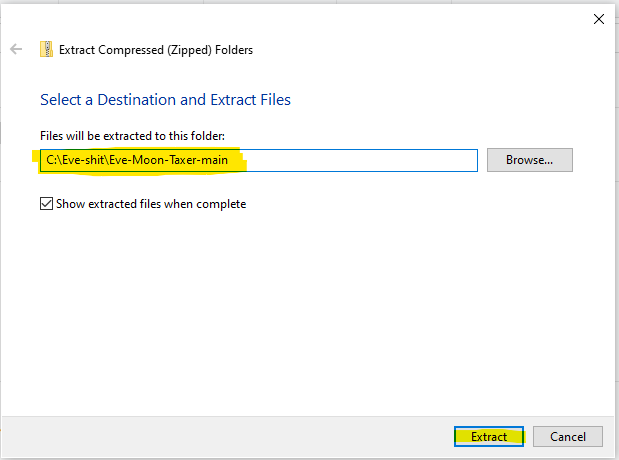 Extract Compressed (Zipped) Folders
Select a Destination and Extract Files
Files will be extracted to this folder:
C:\Eve-shit\Eve-Moon-Taxer-main
Browse...
Show extracted files when complete
Extract
Cancel